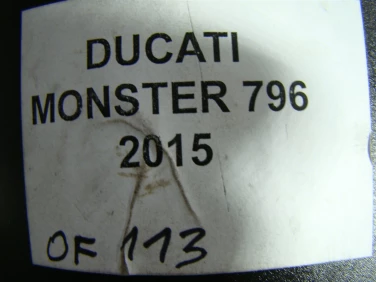 DUCATI
MONSTER 796
2015
OF 113